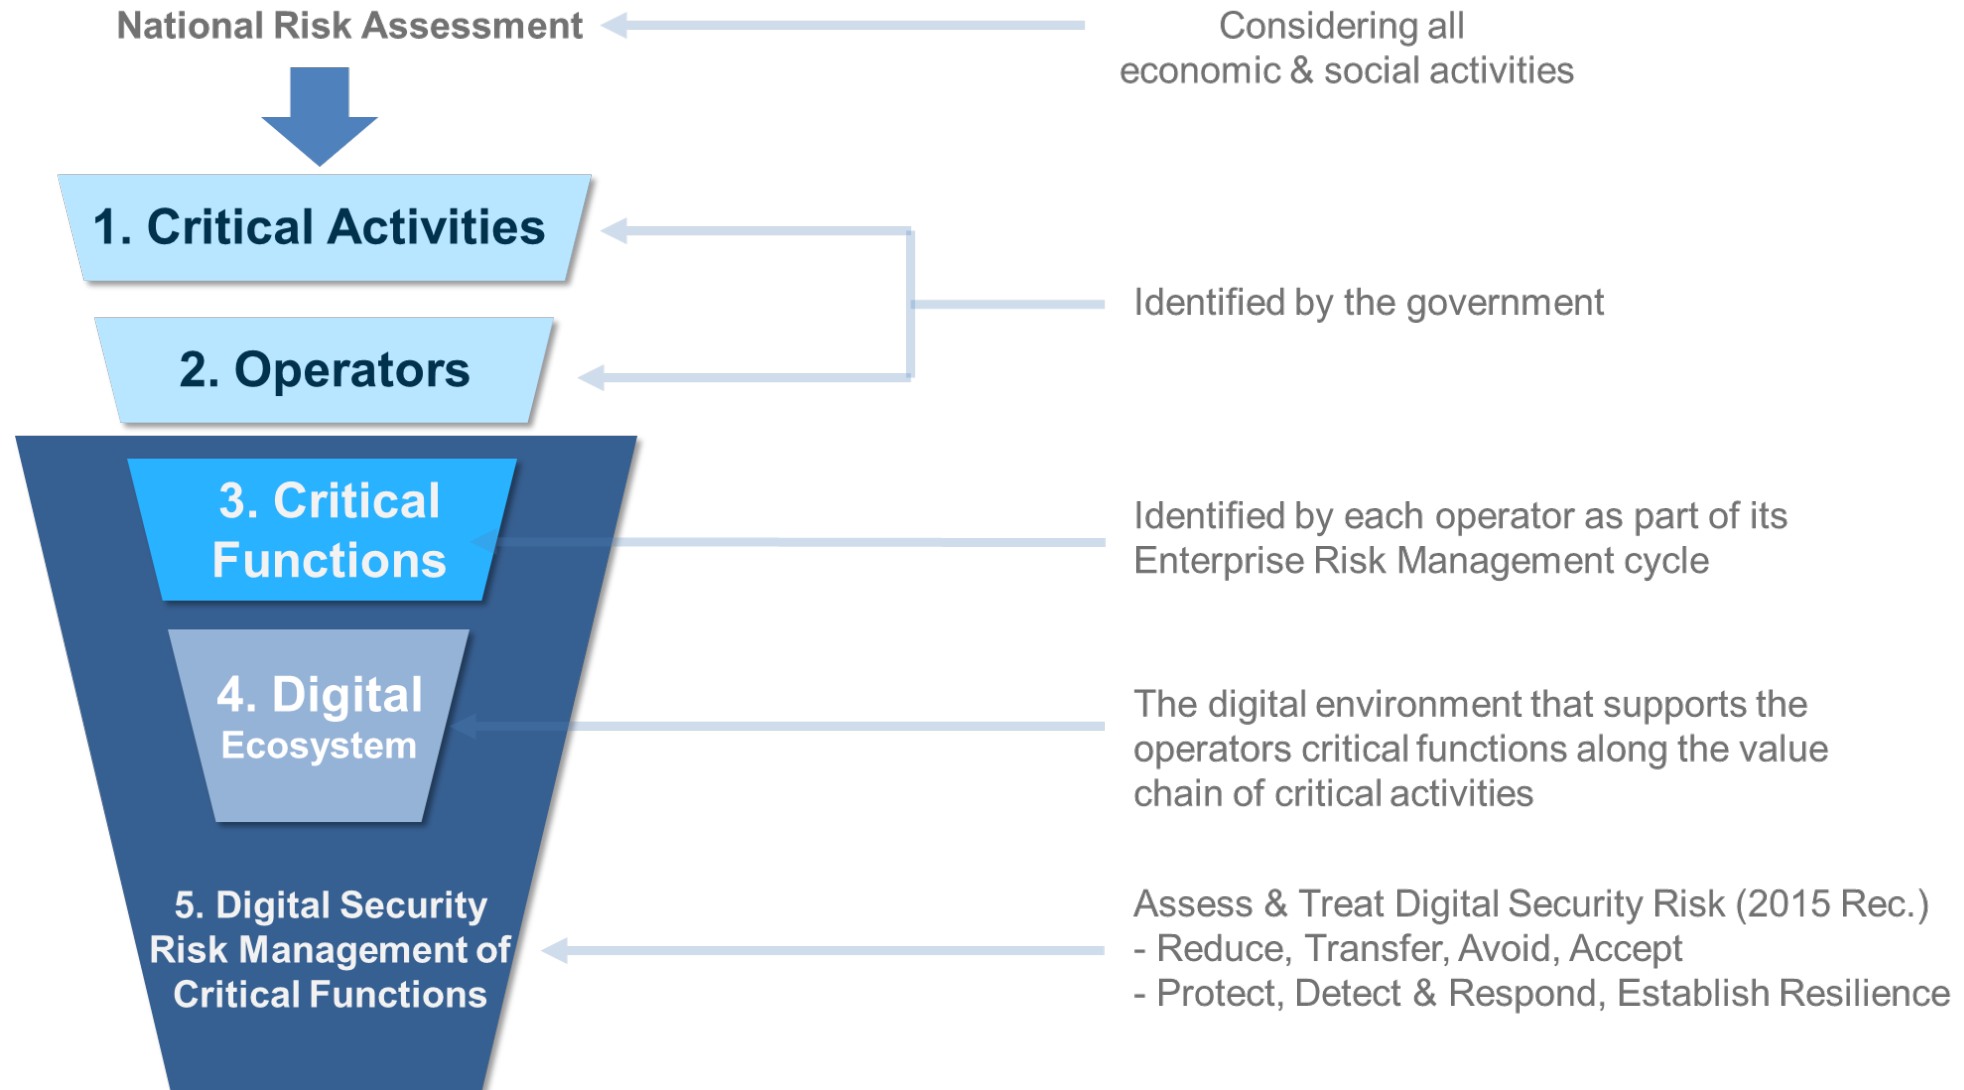 National Risk Assessment
Considering all
economic & social activities
1. Critical Activities
Identified by the government
2. Operators
3. Critical
Functions
Identified by each operator as part of its
Enterprise Risk Management cycle
4. Digital
Ecosystem
The digital environment that supports the
operators critical functions along the value
chain of critical activities
5. Digital Security
Risk Management of
Critical Functions
Assess & Treat Digital Security Risk (2015 Rec.)
- Reduce, Transfer, Avoid, Accept
- Protect, Detect & Respond, Establish Resilience